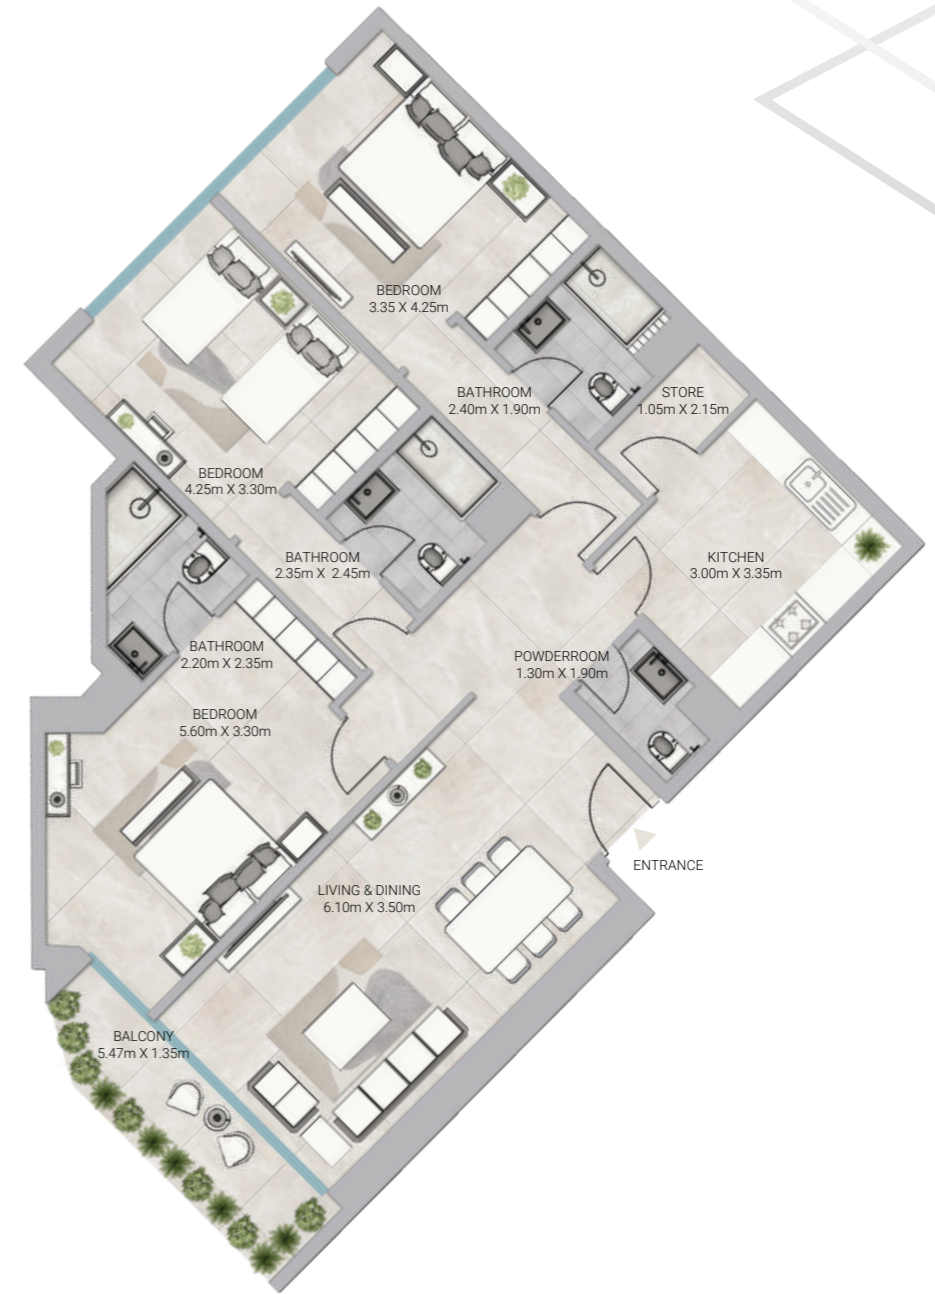 BEDROOM
3.35 X 4.25m
BATHROOM
2.40m X 1.90m
STORE
1.05m X 2.15m
BEDROOM
4.25m X 3.30m
BATHROOM
2.35m X 2.45m
KITCHEN
3.00m X 3.35m
BATHROOM
2.20m X 2.35m
POWDERROOM
1.30m X 1.90m
BEDROOM
5.60m X 3.30m
ENTRANCE
LIVING & DINING
6.10m X 3.50m
BALCONY
5.47m X 1.35m